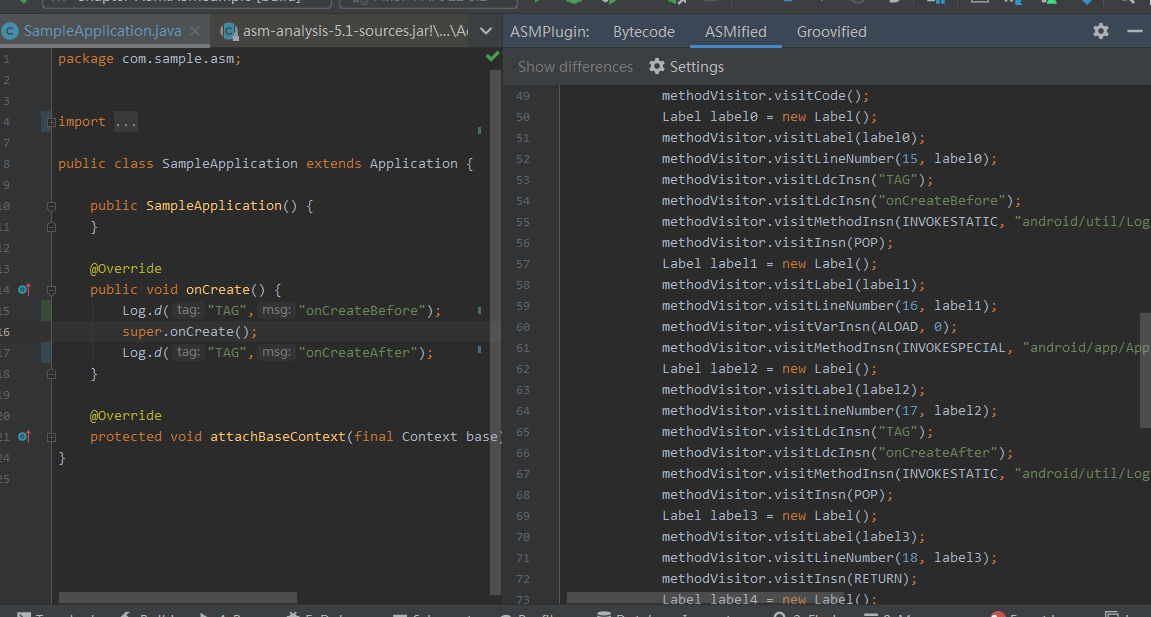 SampleApplication.java
asm-analysis-5.1-sources.jar!\...\A
ASMPlugin:
Bytecode
ASMified
Groovified
Show differences
Settings
1 package com.sample.asm;
2
3
4 import ...
7
8 public class SampleApplication extends Application {
9
10 public SampleApplication() {
11 }
12
13 @Override
14 public void onCreate() {
15 Log.d( tag: "TAG", msg: "onCreateBefore");
16 super.onCreate();
17 Log.d( tag: "TAG", msg: "onCreateAfter");
18 }
19
20 @Override
21 protected void attachBaseContext(final Context base)
24 }
25
49 methodVisitor.visitCode();
50 Label label0 = new Label();
51 methodVisitor.visitLabel(label0);
52 methodVisitor.visitLineNumber(15, label0);
53 methodVisitor.visitLdcInsn("TAG");
54 methodVisitor.visitLdcInsn("onCreateBefore");
55 methodVisitor.visitMethodInsn(INVOKESTATIC, "android/util/Log
56 methodVisitor.visitInsn(POP);
57 Label label1 = new Label();
58 methodVisitor.visitLabel(label1);
59 methodVisitor.visitLineNumber(16, label1);
60 methodVisitor.visitVarInsn(ALOAD, 0);
61 methodVisitor.visitMethodInsn(INVOKESPECIAL, "android/app/App
62 Label label2 = new Label();
63 methodVisitor.visitLabel(label2);
64 methodVisitor.visitLineNumber(17, label2);
65 methodVisitor.visitLdcInsn("TAG");
66 methodVisitor.visitLdcInsn("onCreateAfter");
67 methodVisitor.visitMethodInsn(INVOKESTATIC, "android/util/Log
68 methodVisitor.visitInsn(POP);
69 Label label3 = new Label();
70 methodVisitor.visitLabel(label3);
71 methodVisitor.visitLineNumber(18, label3);
72 methodVisitor.visitInsn(RETURN);
73 Label label4 = new Label();